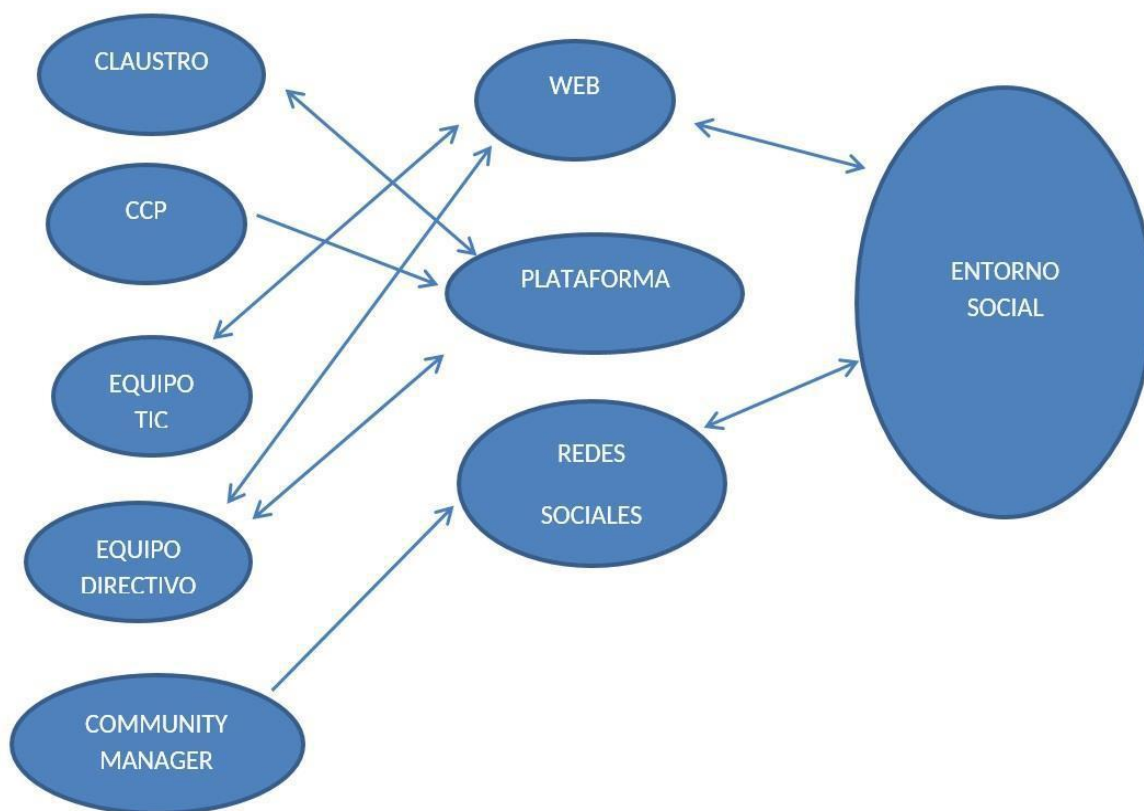 CLAUSTRO
CCP
EQUIPO
TIC
EQUIPO
DIRECTIVO
COMMUNITY
MANAGER
WEB
PLATAFORMA
REDES
SOCIALES
ENTORNO
SOCIAL